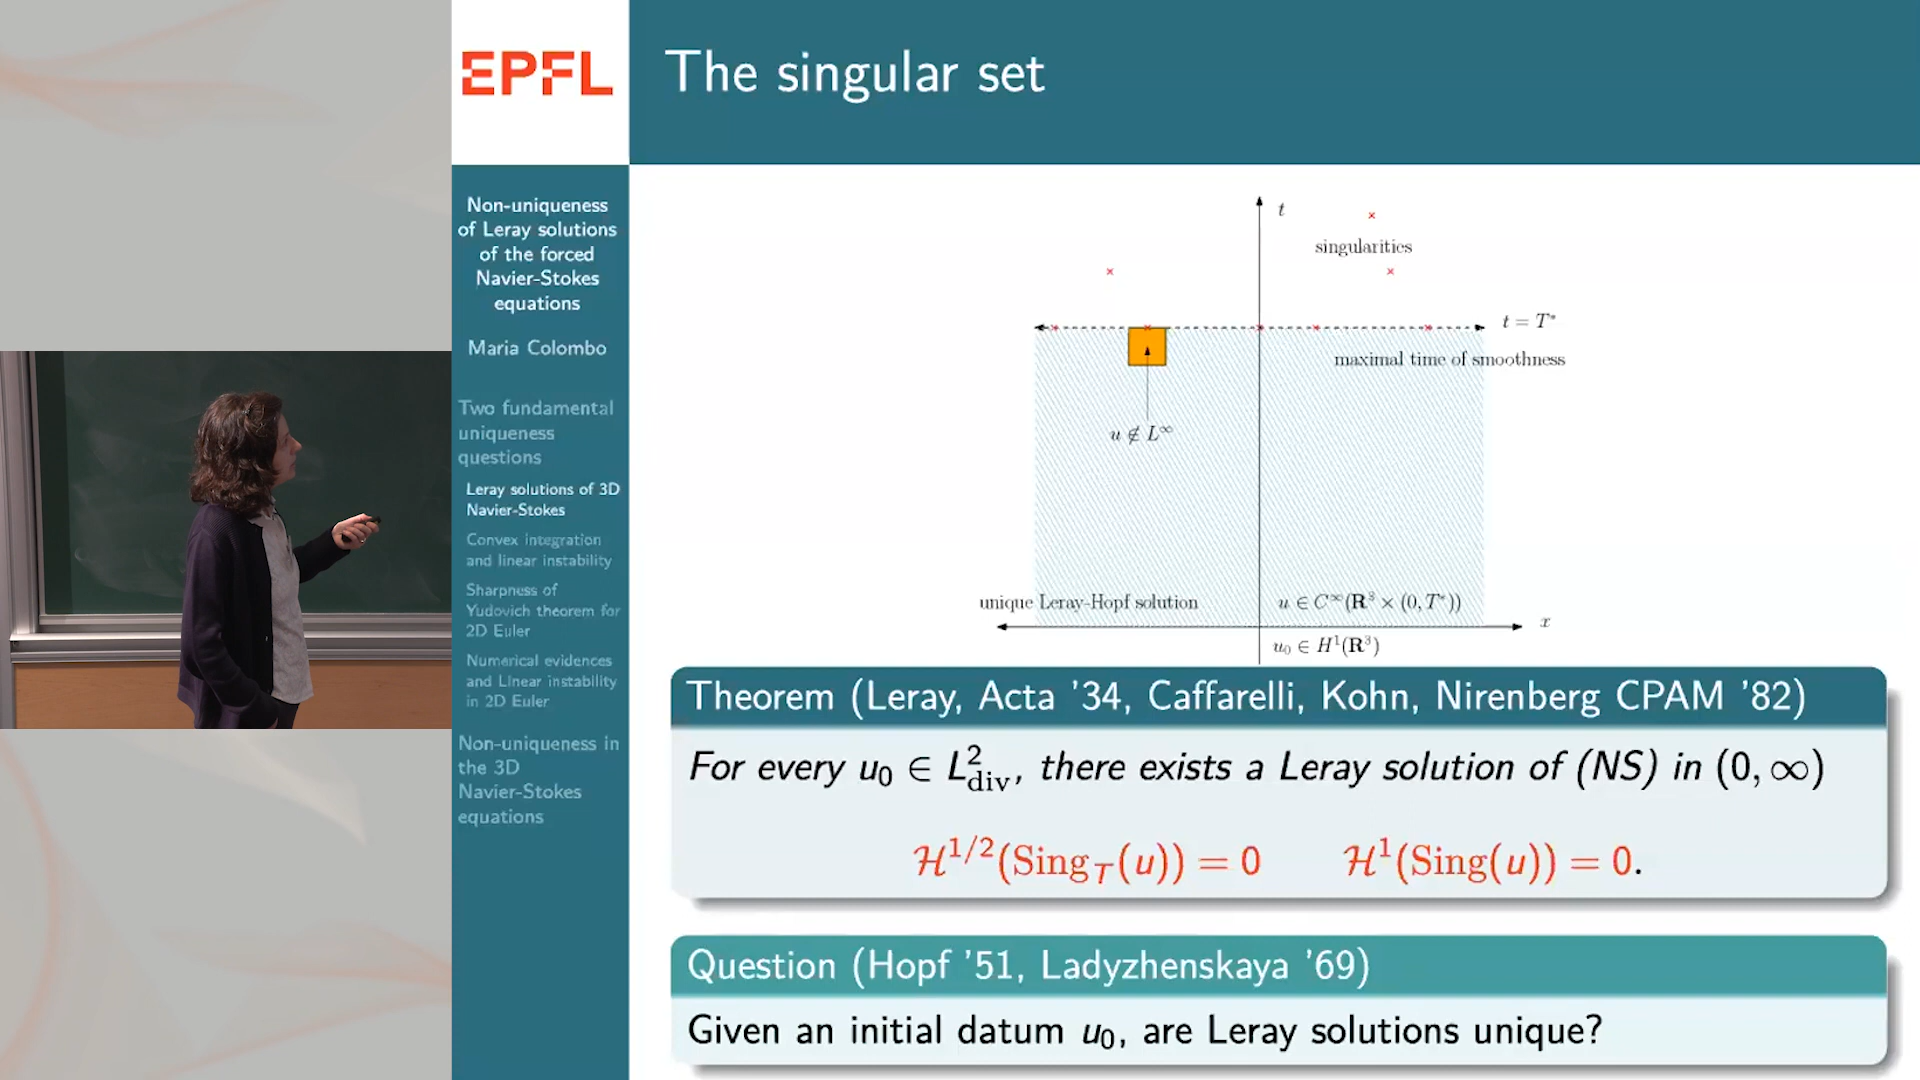 EPFL
The singular set
Non-uniqueness
of Leray solutions
of the forced
Navier-Stokes
equations
Maria Colombo
Two fundamental
uniqueness
questions
Leray solutions of 3D
Navier-Stokes
Convex integration
and linear instability
Sharpness of
Yudovich theorem for
2D Euler
Numerical evidences
and Linear instability
in 2D Euler
Non-uniqueness in
the 3D
Navier-Stokes
equations
t
singularities
t = T*
maximal time of smoothness
u ∉ L^∞
unique Leray-Hopf solution
u ∈ C^∞(R³ × (0, T*))
x
u₀ ∈ H¹(R³)
Theorem (Leray, Acta '34, Caffarelli, Kohn, Nirenberg CPAM '82)
For every u₀ ∈ L²_div, there exists a Leray solution of (NS) in (0, ∞)
ℋ^{1/2}(Sing_T(u)) = 0 ℋ¹(Sing(u)) = 0.
Question (Hopf '51, Ladyzhenskaya '69)
Given an initial datum u₀, are Leray solutions unique?